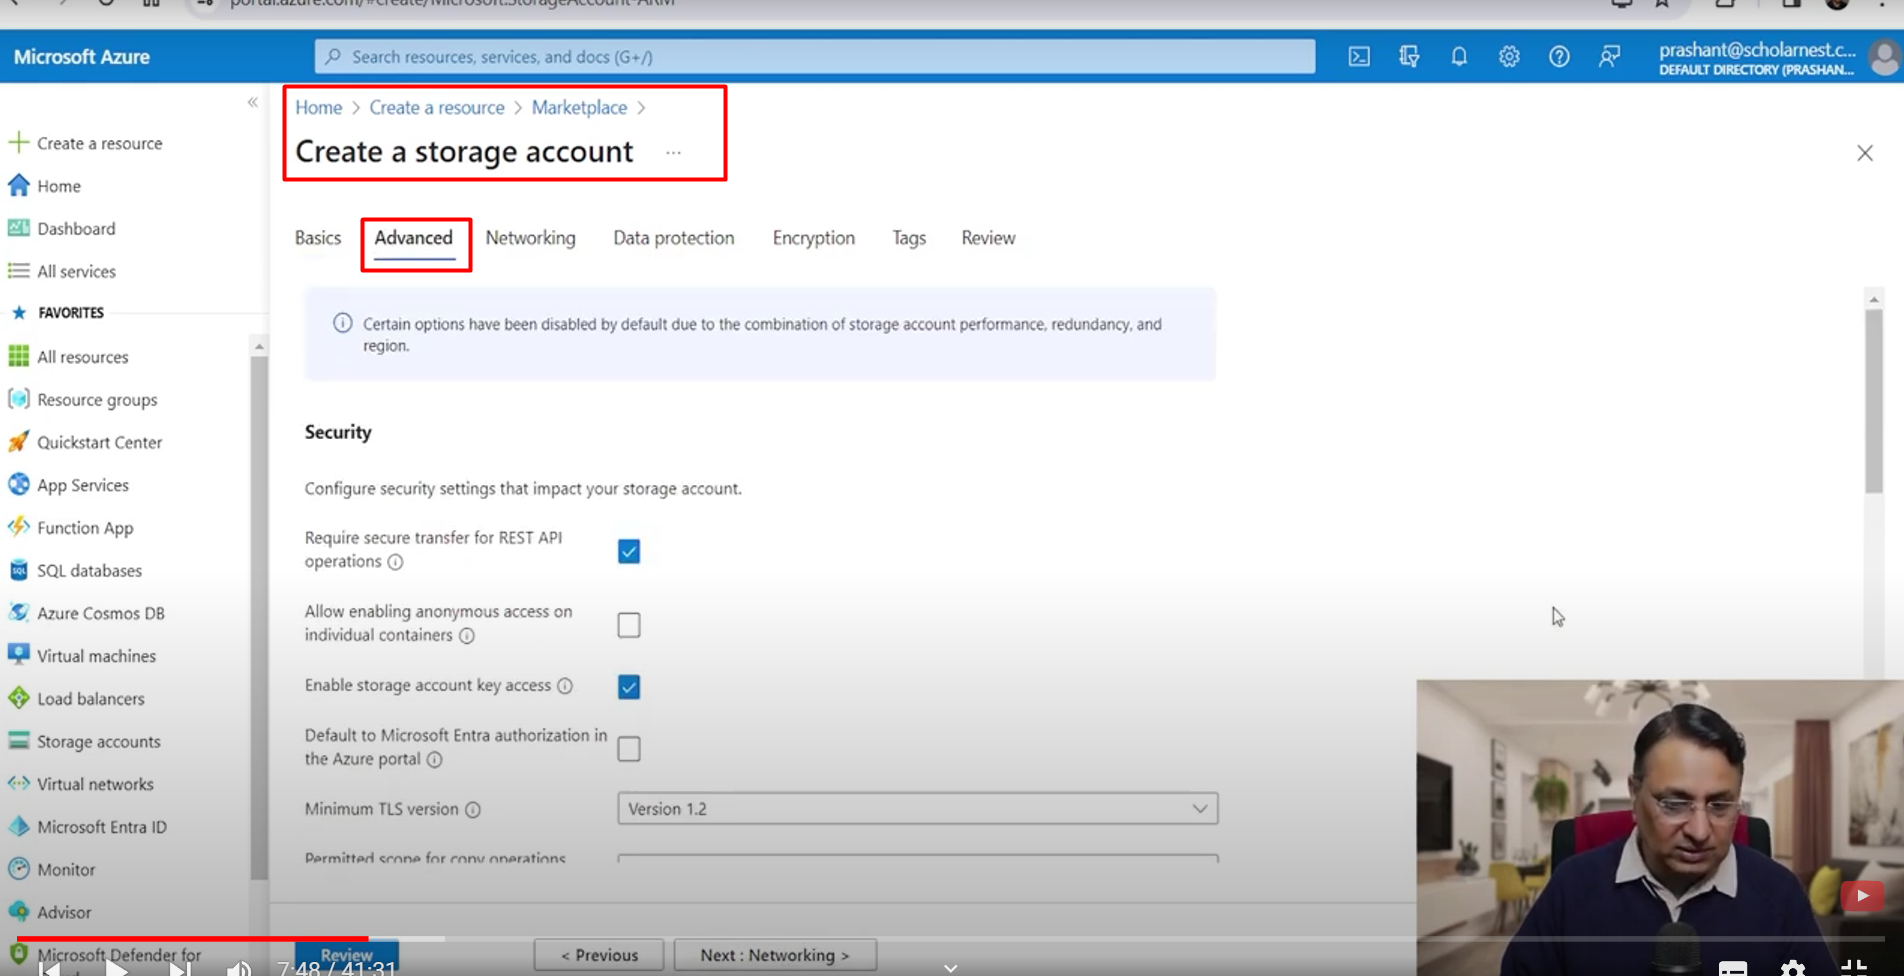 portal.azure.com/#create/Microsoft.StorageAccount-ARM
Microsoft Azure
Search resources, services, and docs (G+/)
prashant@scholarnest.c...
DEFAULT DIRECTORY (PRASHAN...
Home > Create a resource > Marketplace >
Create a storage account ...
Create a resource
Home
Dashboard
All services
FAVORITES
All resources
Resource groups
Quickstart Center
App Services
Function App
SQL databases
Azure Cosmos DB
Virtual machines
Load balancers
Storage accounts
Virtual networks
Microsoft Entra ID
Monitor
Advisor
Microsoft Defender for
Basics Advanced Networking Data protection Encryption Tags Review
Certain options have been disabled by default due to the combination of storage account performance, redundancy, and
region.
Security
Configure security settings that impact your storage account.
Require secure transfer for REST API
operations
Allow enabling anonymous access on
individual containers
Enable storage account key access
Default to Microsoft Entra authorization in
the Azure portal
Minimum TLS version
Version 1.2
Permitted scope for copy operations
Review
< Previous
Next : Networking >
7:48 / 41:31